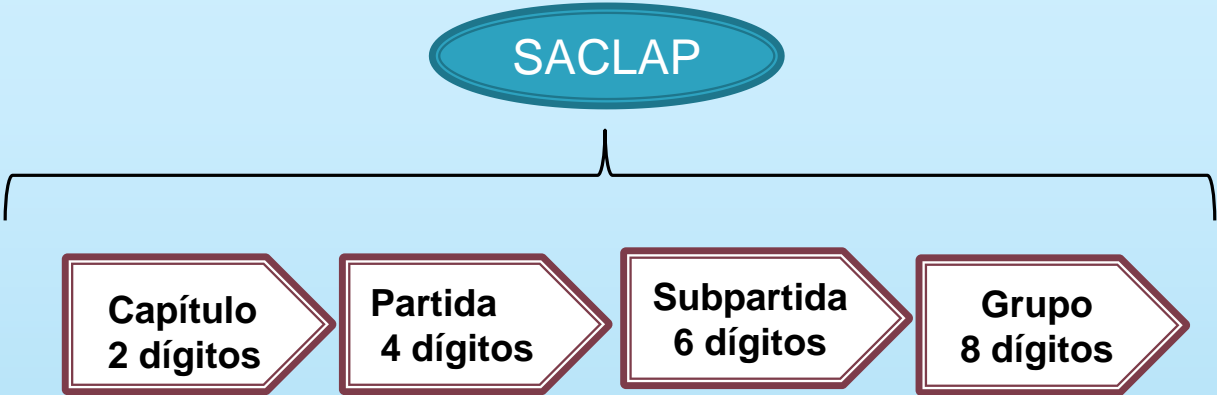 SACLAP
Capítulo
2 dígitos
Partida
4 dígitos
Subpartida
6 dígitos
Grupo
8 dígitos